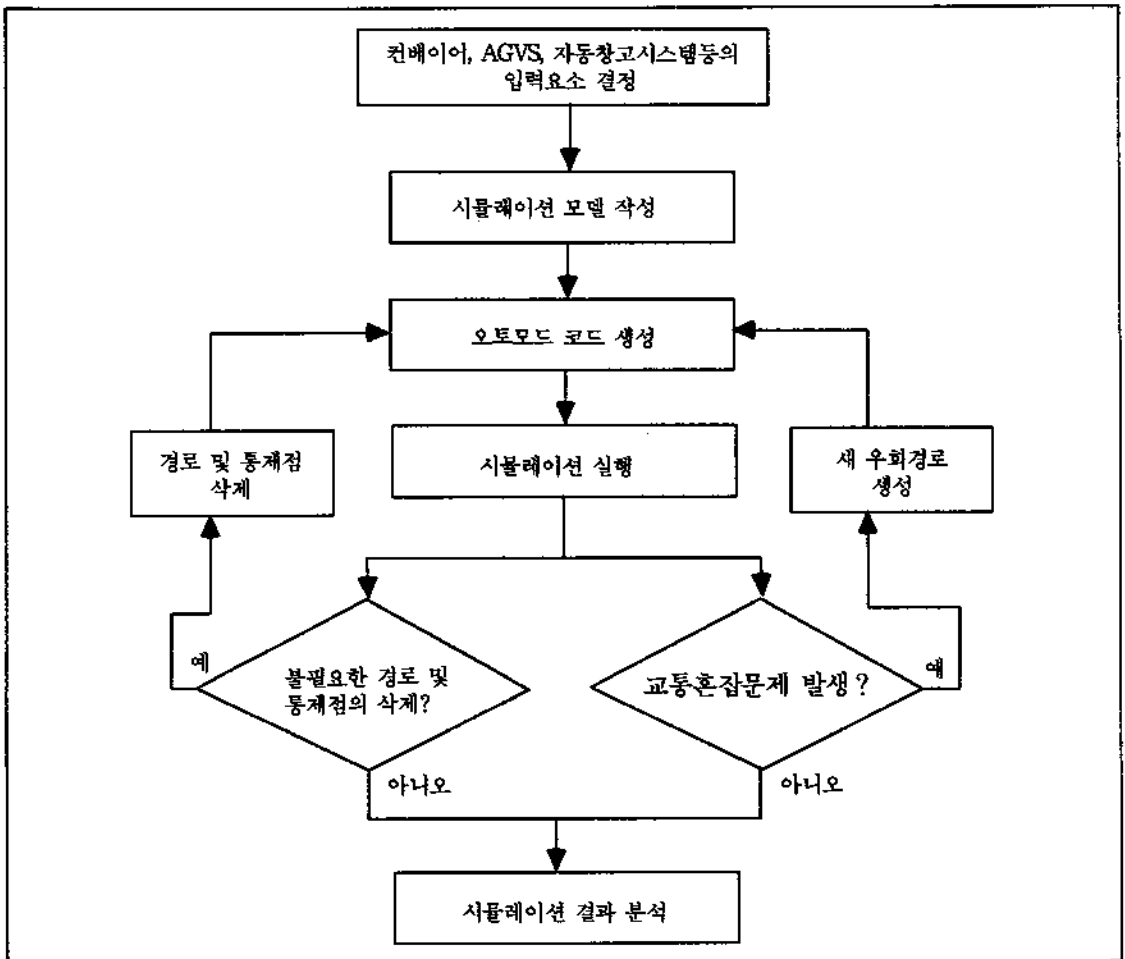 컨베이어, AGVS, 자동창고시스템등의
입력요소 결정
시뮬레이션 모델 작성
오토모드 코드 생성
시뮬레이션 실행
경로 및 통제점
삭제
새 우회경로
생성
예
불필요한 경로 및
통제점의 삭제?
교통혼잡문제 발생?
예
아니오
아니오
시뮬레이션 결과 분석